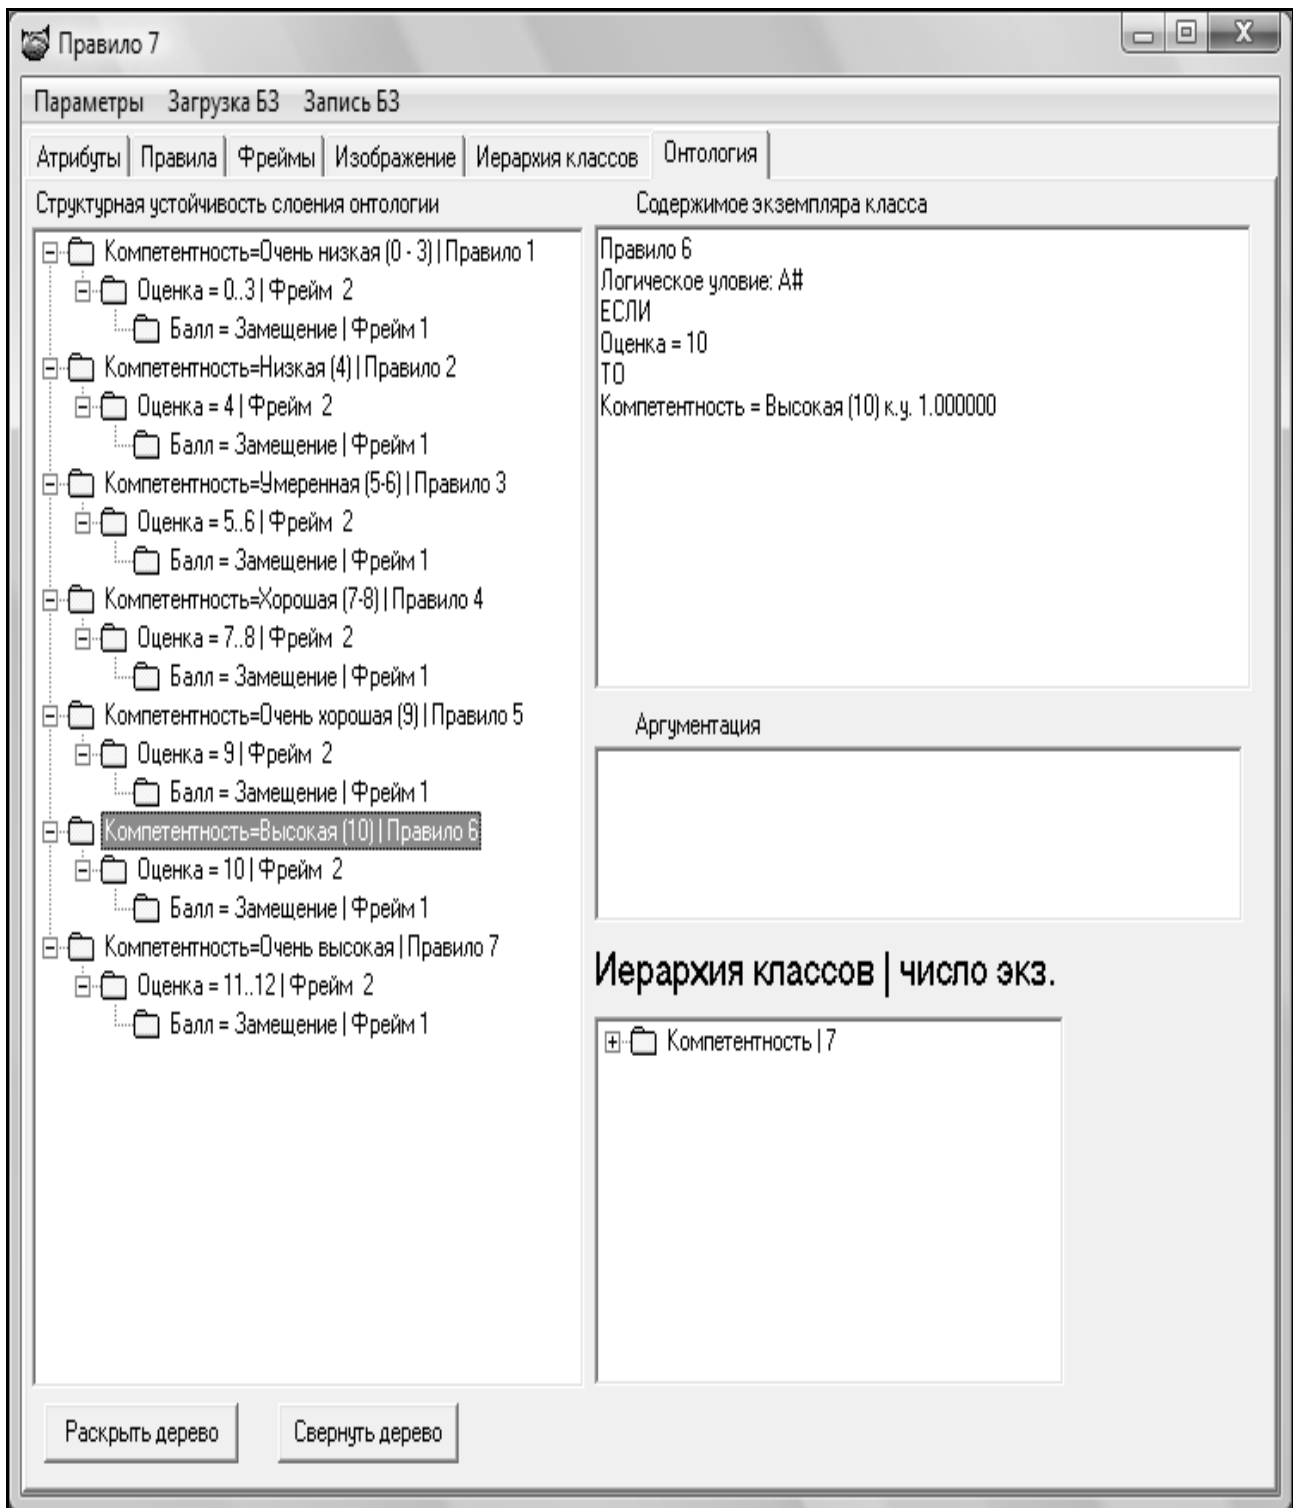 Правило 7
Параметры Загрузка БЗ Запись БЗ
Атрибуты Правила Фреймы Изображение Иерархия классов Онтология
Структурная устойчивость слоения онтологии
Компетентность=Очень низкая (0 - 3) | Правило 1
Оценка = 0..3 | Фрейм 2
Балл = Замещение | Фрейм 1
Компетентность=Низкая (4) | Правило 2
Оценка = 4 | Фрейм 2
Балл = Замещение | Фрейм 1
Компетентность=Умеренная (5-6) | Правило 3
Оценка = 5..6 | Фрейм 2
Балл = Замещение | Фрейм 1
Компетентность=Хорошая (7-8) | Правило 4
Оценка = 7..8 | Фрейм 2
Балл = Замещение | Фрейм 1
Компетентность=Очень хорошая (9) | Правило 5
Оценка = 9 | Фрейм 2
Балл = Замещение | Фрейм 1
Компетентность=Высокая (10) | Правило 6
Оценка = 10 | Фрейм 2
Балл = Замещение | Фрейм 1
Компетентность=Очень высокая | Правило 7
Оценка = 11..12 | Фрейм 2
Балл = Замещение | Фрейм 1
Содержимое экземпляра класса
Правило 6
Логическое уловие: A#
ЕСЛИ
Оценка = 10
ТО
Компетентность = Высокая (10) к.у. 1.000000
Аргументация
Иерархия классов | число экз.
Компетентность | 7
Раскрыть дерево Свернуть дерево